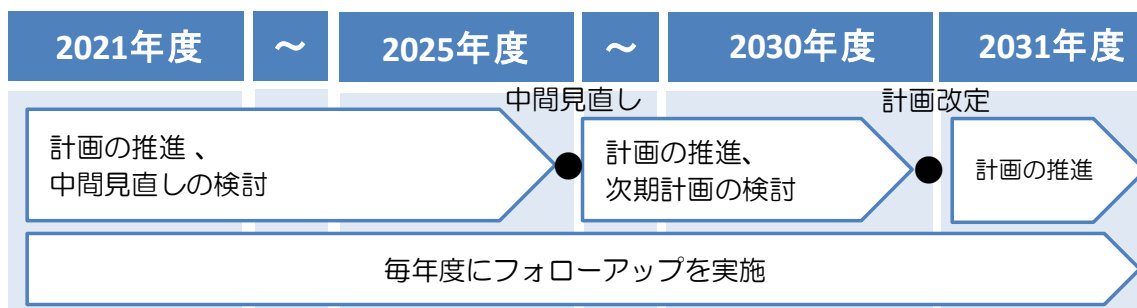 2021年度 ～ 2025年度 ～ 2030年度 2031年度
中間見直し 計画改定
計画の推進 、
中間見直しの検討
計画の推進、
次期計画の検討
計画の推進
毎年度にフォローアップを実施